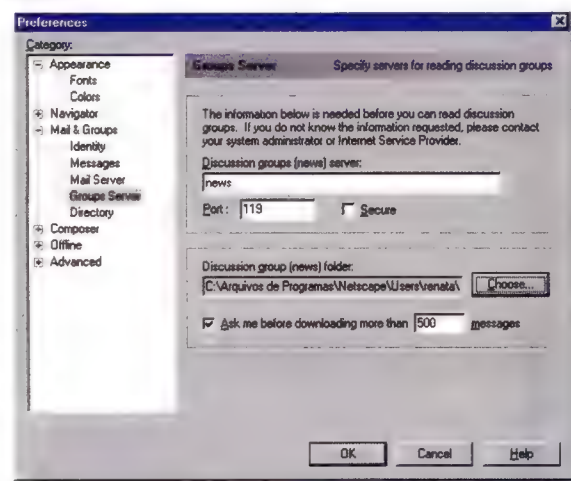 Preferences
Category:
Appearance
Fonts
Colors
Navigator
Mail & Groups
Identity
Messages
Mail Server
Groups Server
Directory
Composer
Offline
Advanced
Groups Server Specify servers for reading discussion groups
The information below is needed before you can read discussion
groups. If you do not know the information requested, please contact
your system administrator or Internet Service Provider.
Discussion groups (news) server:
news
Port: 119 Secure
Discussion group (news) folder:
C:\Arquivos de Programas\Netscape\Users\renata\ Choose...
Ask me before downloading more than 500 messages
OK Cancel Help